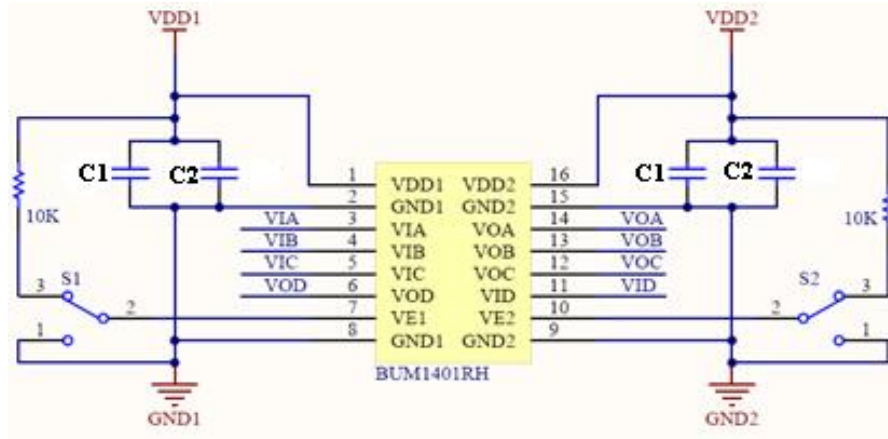 VDD1 VDD2
C1 C2 C1 C2
10K 10K
1 VDD1 VDD2 16
2 GND1 GND2 15
VIA 3 VIA VOA 14 VOA
VIB 4 VIB VOB 13 VOB
VIC 5 VIC VOC 12 VOC
VOD 6 VOD VID 11 VID
S1 S2
3 3
2 7 VE1 VE2 10 2
1 8 GND1 GND2 9 1
BUM1401RH
GND1 GND2